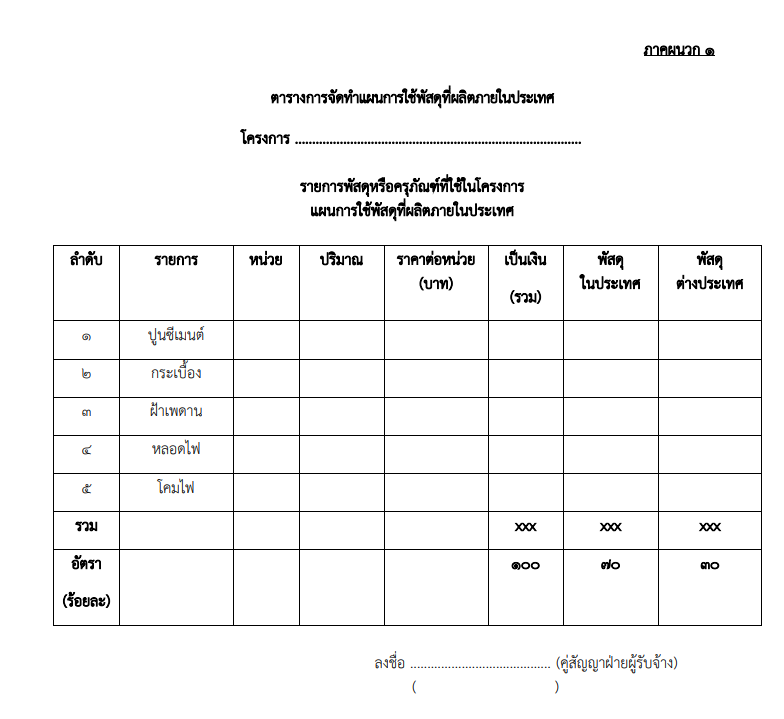 ภาคผนวก ๑
ตารางการจัดทำแผนการใช้พัสดุที่ผลิตภายในประเทศ
โครงการ ....................................................................................
รายการพัสดุหรือครุภัณฑ์ที่ใช้ในโครงการ
แผนการใช้พัสดุที่ผลิตภายในประเทศ
ลำดับ รายการ หน่วย ปริมาณ ราคาต่อหน่วย เป็นเงิน พัสดุ พัสดุ
(บาท) (รวม) ในประเทศ ต่างประเทศ
๑ ปูนซีเมนต์
๒ กระเบื้อง
๓ ฝ้าเพดาน
๔ หลอดไฟ
๕ โคมไฟ
รวม xxx xxx xxx
อัตรา ๑๐๐ ๗๐ ๓๐
(ร้อยละ)
ลงชื่อ ......................................... (คู่สัญญาฝ่ายผู้รับจ้าง)
( )